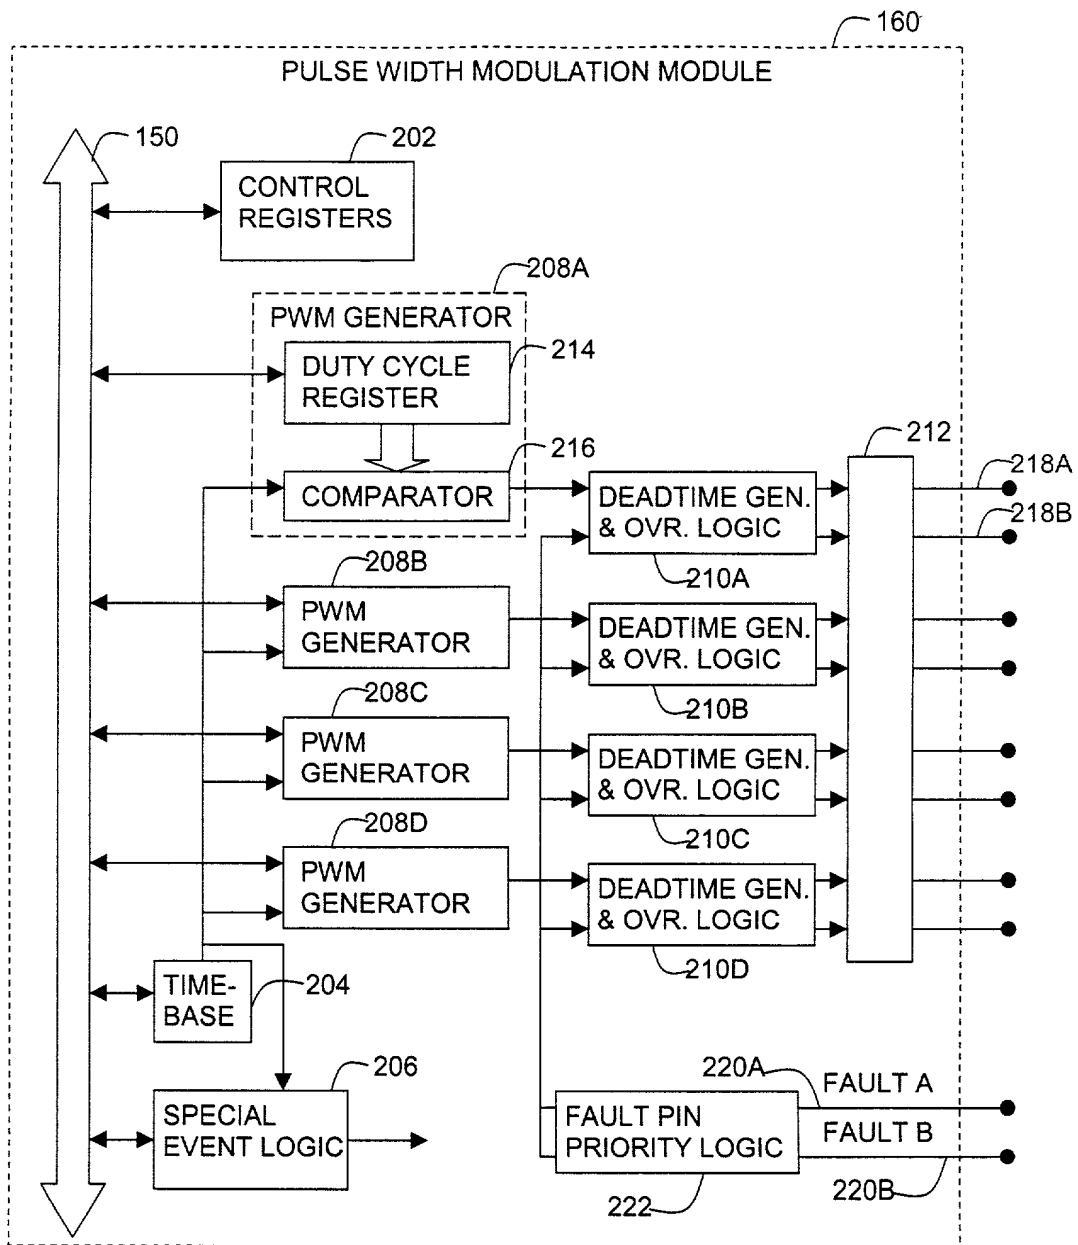 160
PULSE WIDTH MODULATION MODULE
150
202
CONTROL
REGISTERS
208A
PWM GENERATOR
214
DUTY CYCLE
REGISTER
216
COMPARATOR
212
218A
DEADTIME GEN.
& OVR. LOGIC
218B
210A
208B
PWM
GENERATOR
DEADTIME GEN.
& OVR. LOGIC
210B
208C
PWM
GENERATOR
DEADTIME GEN.
& OVR. LOGIC
210C
208D
PWM
GENERATOR
DEADTIME GEN.
& OVR. LOGIC
210D
TIME-
BASE
204
206
SPECIAL
EVENT LOGIC
220A
FAULT A
FAULT PIN
PRIORITY LOGIC
FAULT B
222
220B